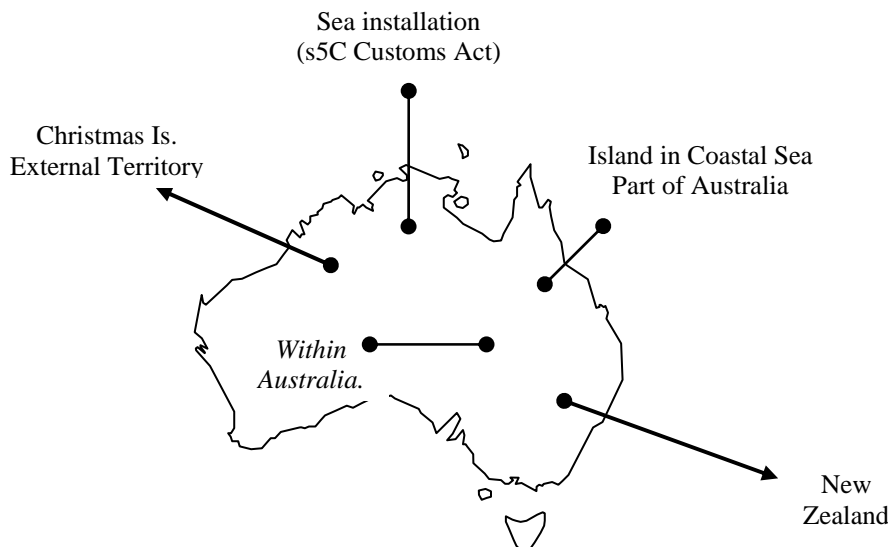 Sea installation
(s5C Customs Act)
Christmas Is.
External Territory
Island in Coastal Sea
Part of Australia
Within
Australia.
New
Zealand